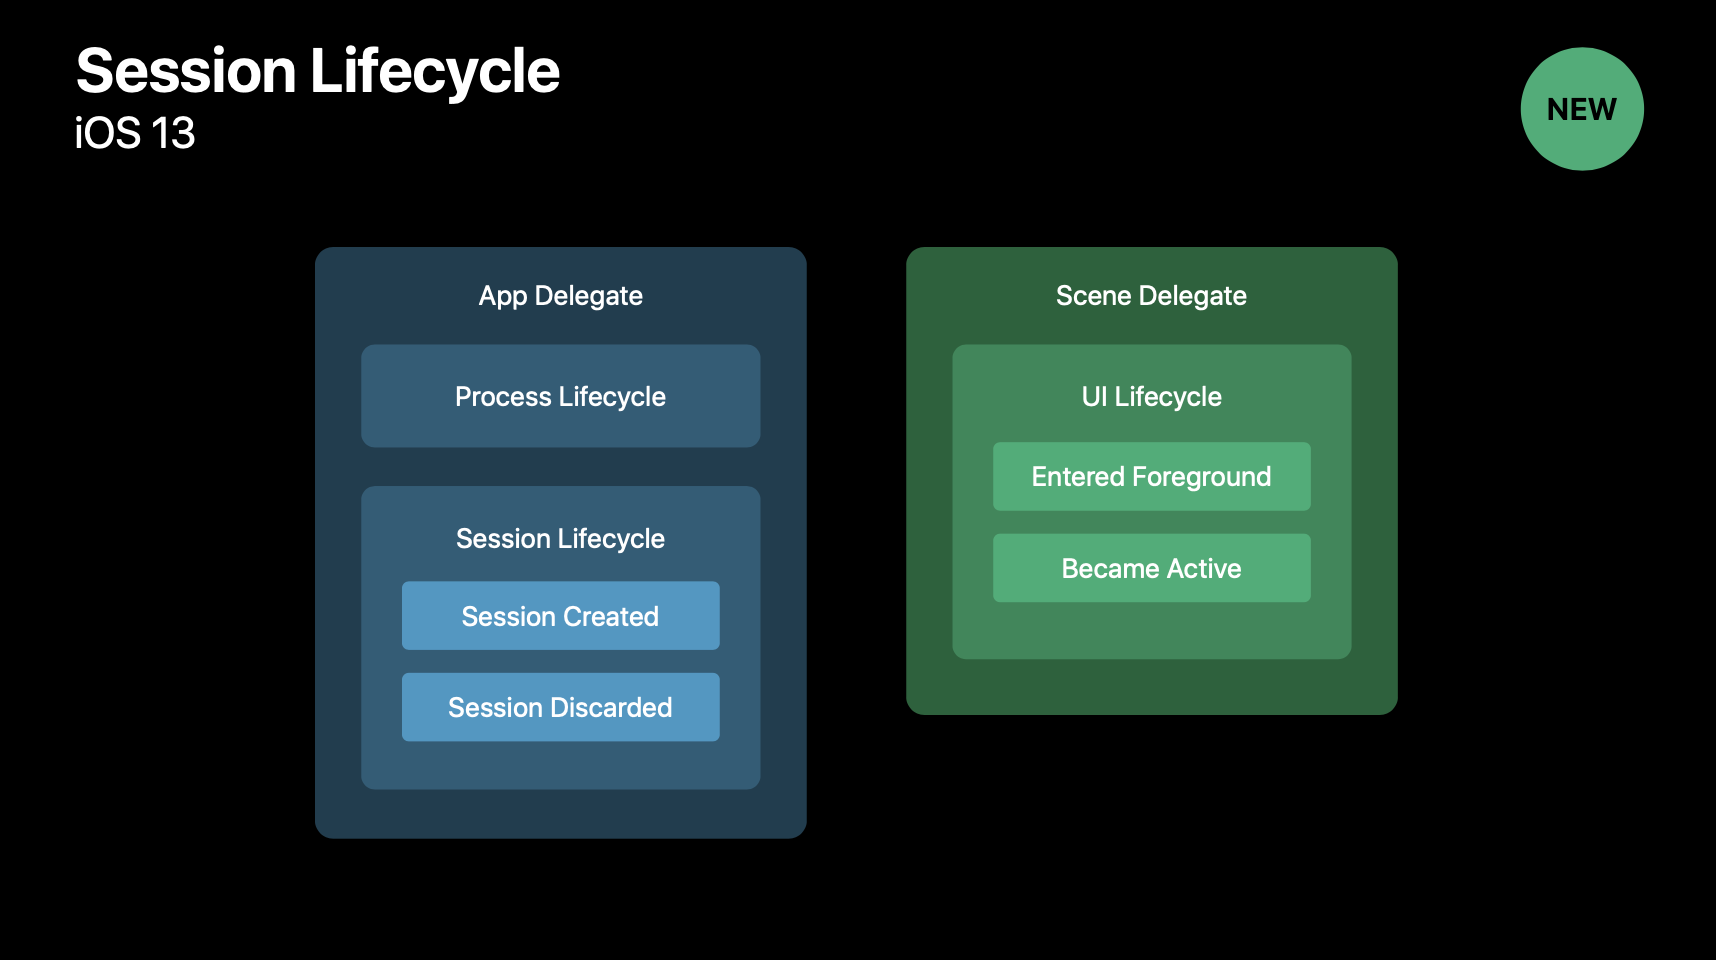 Session Lifecycle
iOS 13
NEW
App Delegate
Process Lifecycle
Session Lifecycle
Session Created
Session Discarded
Scene Delegate
UI Lifecycle
Entered Foreground
Became Active